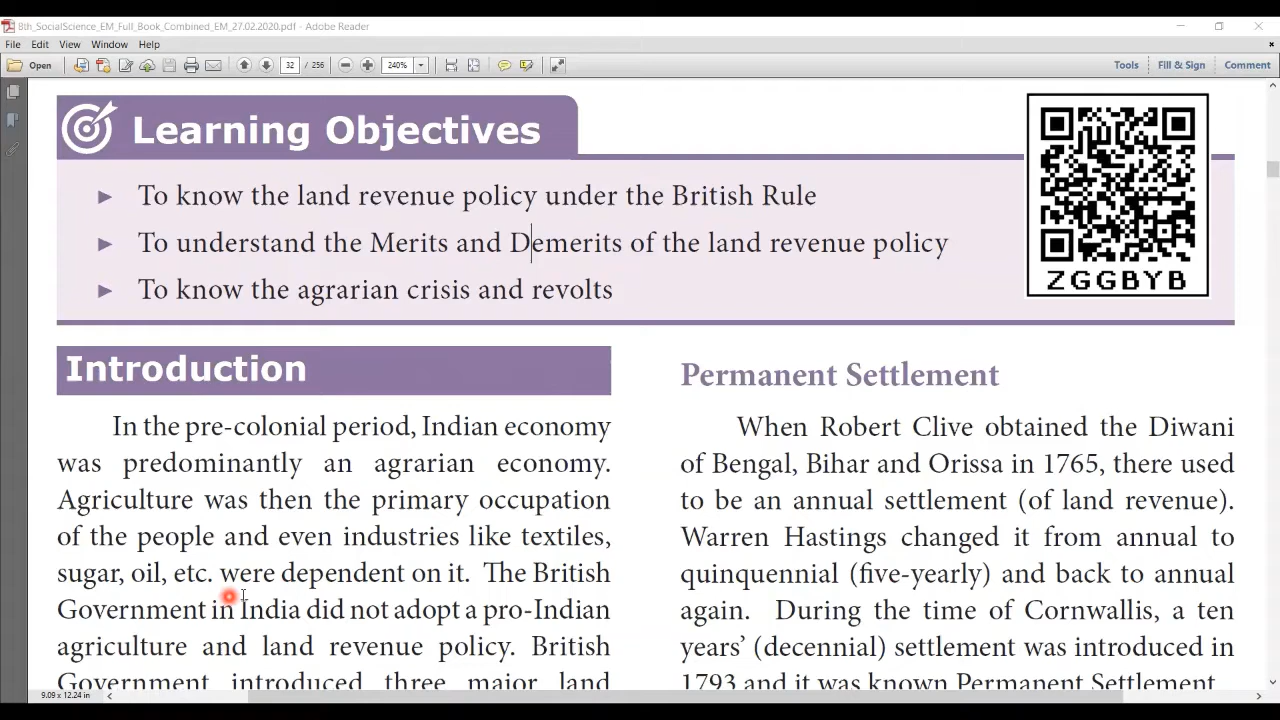 8th_SocialScience_EM_Full_Book_Combined_EM_27.02.2020.pdf - Adobe Reader
File Edit View Window Help
Open 32 / 256 240% Tools Fill & Sign Comment
Learning Objectives
To know the land revenue policy under the British Rule
To understand the Merits and Demerits of the land revenue policy
To know the agrarian crisis and revolts
ZGGBYB
Introduction
In the pre-colonial period, Indian economy
was predominantly an agrarian economy.
Agriculture was then the primary occupation
of the people and even industries like textiles,
sugar, oil, etc. were dependent on it. The British
Government in India did not adopt a pro-Indian
agriculture and land revenue policy. British
Government introduced three major land
Permanent Settlement
When Robert Clive obtained the Diwani
of Bengal, Bihar and Orissa in 1765, there used
to be an annual settlement (of land revenue).
Warren Hastings changed it from annual to
quinquennial (five-yearly) and back to annual
again. During the time of Cornwallis, a ten
years’ (decennial) settlement was introduced in
1793 and it was known Permanent Settlement.
9.09 x 12.24 in